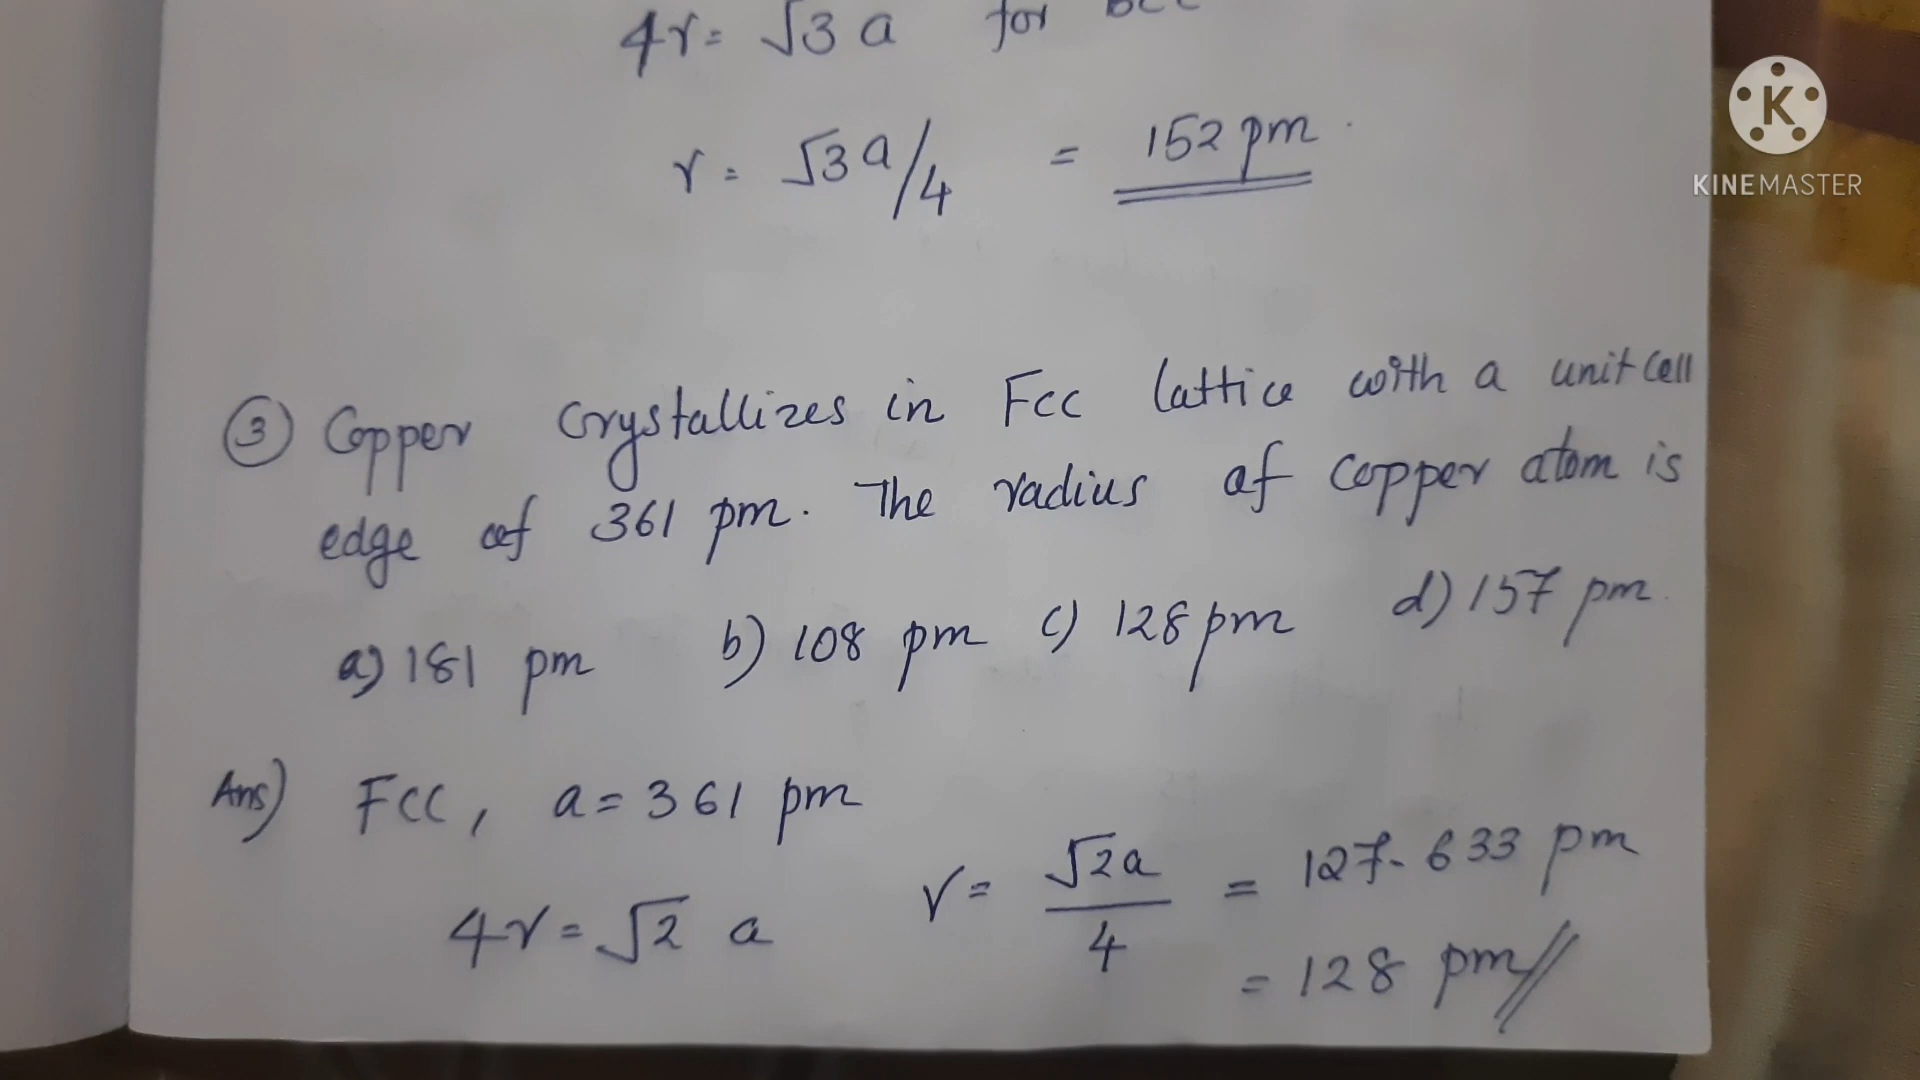 4r = √3 a for BCC
r = √3 a/4 = 152 pm.
KINEMASTER
③ Copper crystallizes in Fcc lattice with a unit cell
edge of 361 pm. The radius of copper atom is
a) 181 pm b) 108 pm c) 128 pm d) 157 pm.
Ans) FCC, a = 361 pm
4r = √2 a r = √2a/4 = 127.633 pm
= 128 pm//